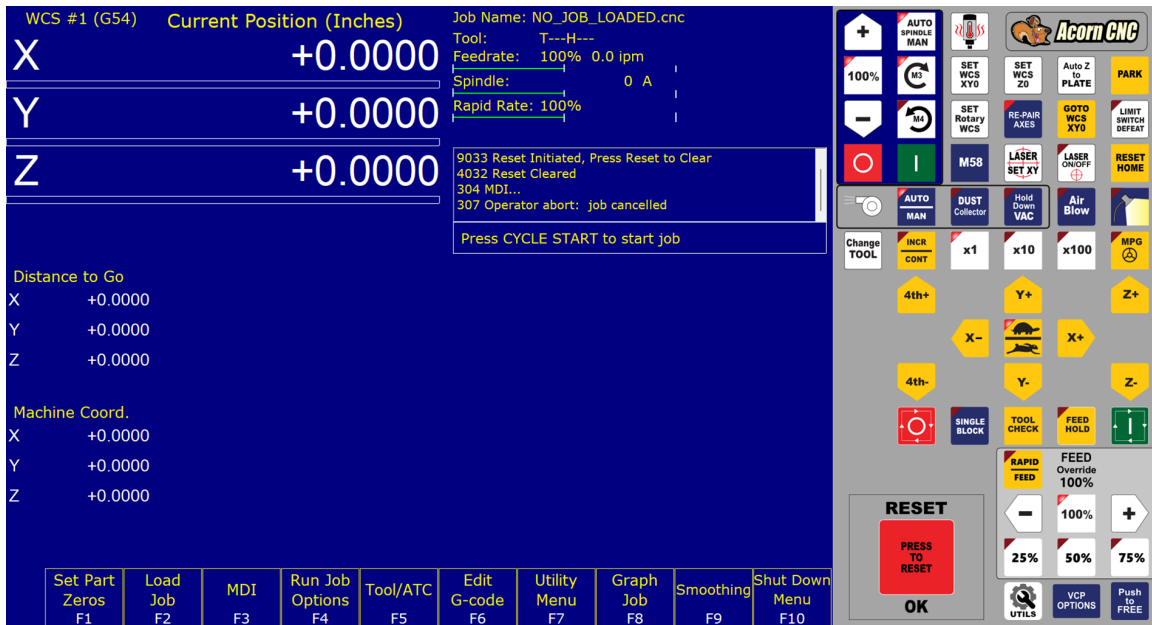 WCS #1 (G54)
Current Position (Inches)
X +0.0000
Y +0.0000
Z +0.0000
Job Name: NO_JOB_LOADED.cnc
Tool: T---H---
Feedrate: 100% 0.0 ipm
Spindle: 0 A
Rapid Rate: 100%
9033 Reset Initiated, Press Reset to Clear
4032 Reset Cleared
304 MDI...
307 Operator abort: job cancelled
Press CYCLE START to start job
Distance to Go
X +0.0000
Y +0.0000
Z +0.0000
Machine Coord.
X +0.0000
Y +0.0000
Z +0.0000
Set Part
Zeros
F1
Load
Job
F2
MDI
F3
Run Job
Options
F4
Tool/ATC
F5
Edit
G-code
F6
Utility
Menu
F7
Graph
Job
F8
Smoothing
F9
Shut Down
Menu
F10
+
AUTO
SPINDLE
MAN
Acorn CNC
100%
M3
SET
WCS
XY0
SET
WCS
Z0
Auto Z
to
PLATE
PARK
−
M4
SET
Rotary
WCS
RE-PAIR
AXES
GOTO
WCS
XY0
LIMIT
SWITCH
DEFEAT
M58
LASER
SET XY
LASER
ON/OFF
RESET
HOME
AUTO
MAN
DUST
Collector
Hold
Down
VAC
Air
Blow
Change
TOOL
INCR
CONT
x1
x10
x100
MPG
4th+
Y+
Z+
X-
X+
4th-
Y-
Z-
SINGLE
BLOCK
TOOL
CHECK
FEED
HOLD
RAPID
FEED
FEED
Override
100%
−
100%
+
25%
50%
75%
RESET
PRESS
TO
RESET
OK
UTILS
VCP
OPTIONS
Push
to
FREE